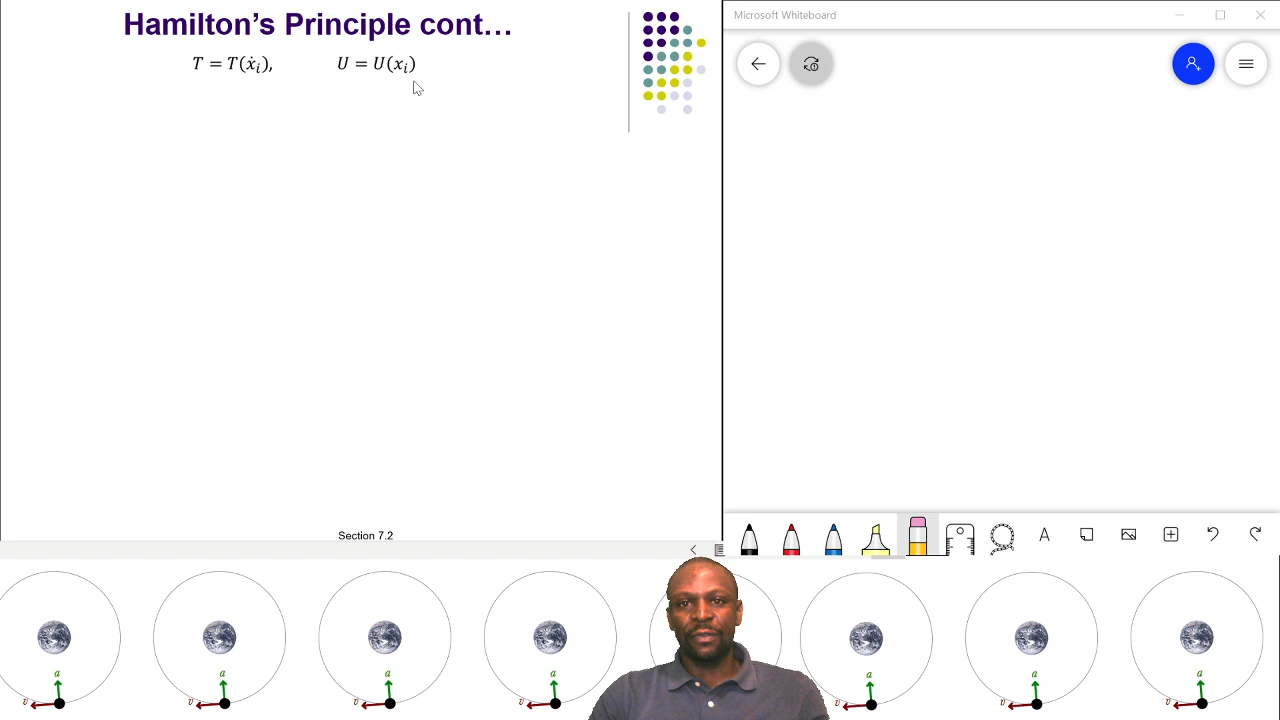 Hamilton's Principle cont…
T = T(ẋᵢ), U = U(xᵢ)
Section 7.2
Microsoft Whiteboard
A
a
v
a
v
a
v
a
v
a
v
a
v
a
v